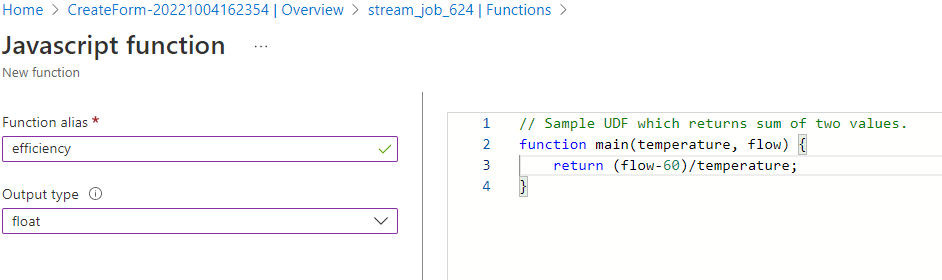 Home > CreateForm-20221004162354 | Overview > stream_job_624 | Functions >
Javascript function ...
New function
Function alias *
efficiency
Output type
float
1 // Sample UDF which returns sum of two values.
2 function main(temperature, flow) {
3 return (flow-60)/temperature;
4 }